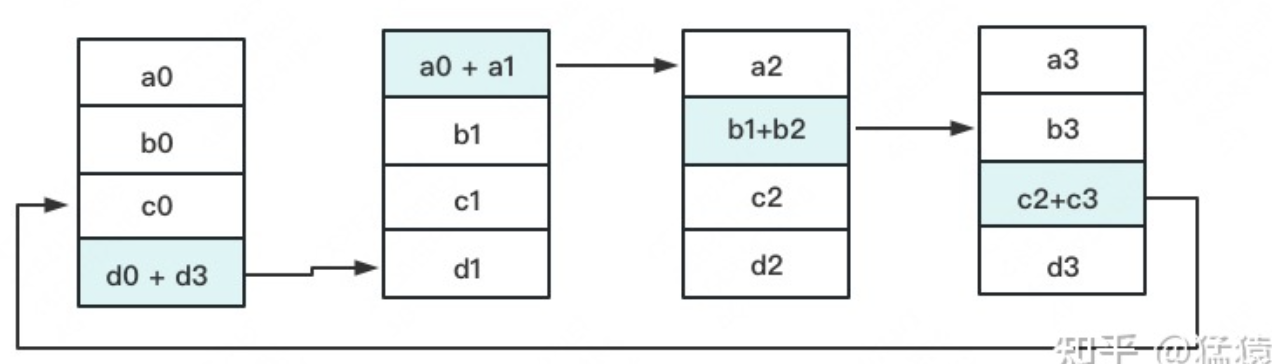 a0
b0
c0
d0 + d3
a0 + a1
b1
c1
d1
a2
b1+b2
c2
d2
a3
b3
c2+c3
d3
知乎 @猛猿